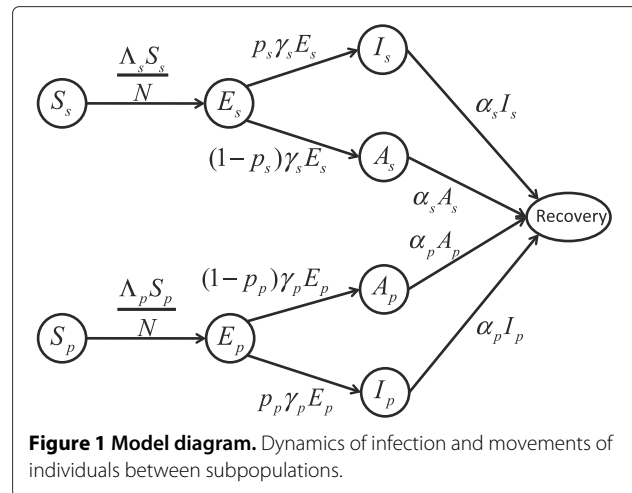 Λ_s S_s / N
p_s γ_s E_s
I_s
S_s
E_s
α_s I_s
(1−p_s)γ_s E_s
A_s
α_s A_s
Recovery
α_p A_p
(1−p_p)γ_p E_p
A_p
Λ_p S_p / N
S_p
E_p
α_p I_p
p_p γ_p E_p
I_p
Figure 1 Model diagram. Dynamics of infection and movements of
individuals between subpopulations.